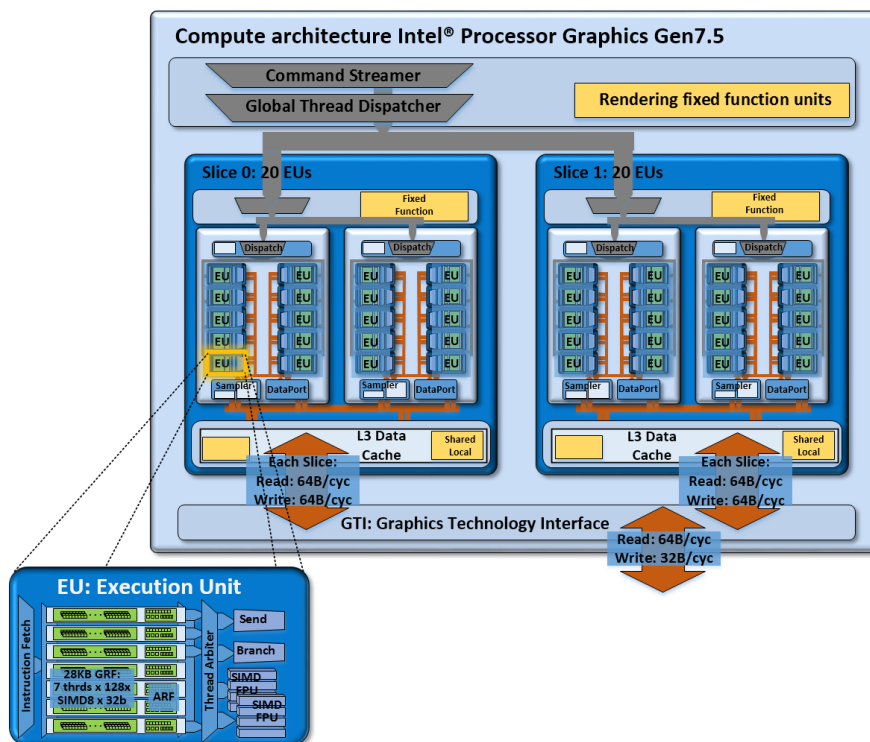 Compute architecture Intel® Processor Graphics Gen7.5
Command Streamer
Global Thread Dispatcher
Rendering fixed function units
Slice 0: 20 EUs
Fixed
Function
Dispatch
Dispatch
EU EU EU EU
EU EU EU EU
EU EU EU EU
EU EU EU EU
EU EU EU EU
Sampler
DataPort
Sampler
DataPort
L3 Data
Cache
Shared
Local
Each Slice:
Read: 64B/cyc
Write: 64B/cyc
Slice 1: 20 EUs
Fixed
Function
Dispatch
Dispatch
EU EU EU EU
EU EU EU EU
EU EU EU EU
EU EU EU EU
EU EU EU EU
Sampler
DataPort
Sampler
DataPort
L3 Data
Cache
Shared
Local
Each Slice:
Read: 64B/cyc
Write: 64B/cyc
GTI: Graphics Technology Interface
Read: 64B/cyc
Write: 32B/cyc
EU: Execution Unit
Instruction Fetch
28KB GRF:
7 thrds x 128x
SIMD8 x 32b
ARF
Thread Arbiter
Send
Branch
SIMD
FPU
SIMD
FPU